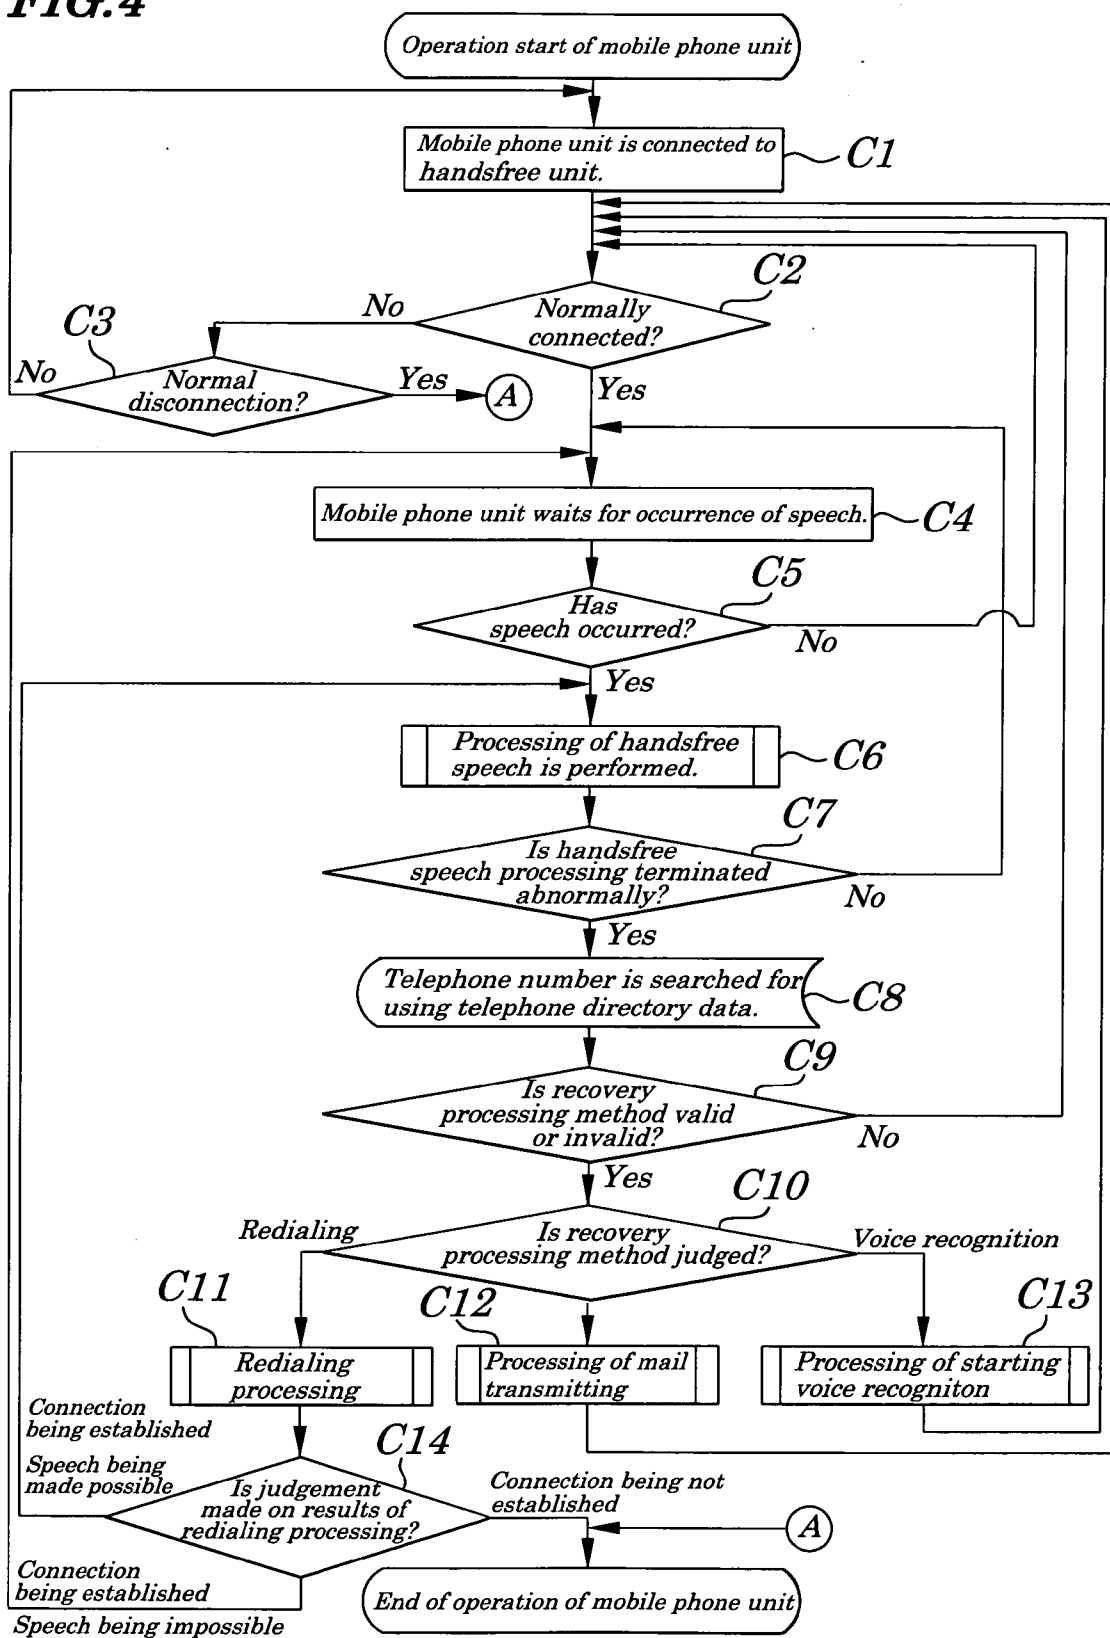 FIG.4
Operation start of mobile phone unit
Mobile phone unit is connected to
handsfree unit.
C1
C2
No
Normally
connected?
C3
No
Normal
disconnection?
Yes
A
Yes
Mobile phone unit waits for occurrence of speech.
C4
C5
Has
speech occurred?
No
Yes
Processing of handsfree
speech is performed.
C6
C7
Is handsfree
speech processing terminated
abnormally?
No
Yes
Telephone number is searched for
using telephone directory data.
C8
C9
Is recovery
processing method valid
or invalid?
No
Yes
C10
Redialing
Is recovery
processing method judged?
Voice recognition
C11
C12
C13
Redialing
processing
Processing of mail
transmitting
Processing of starting
voice recogniton
Connection
being established
C14
Speech being
made possible
Is judgement
made on results of
redialing processing?
Connection being not
established
A
Connection
being established
End of operation of mobile phone unit
Speech being impossible